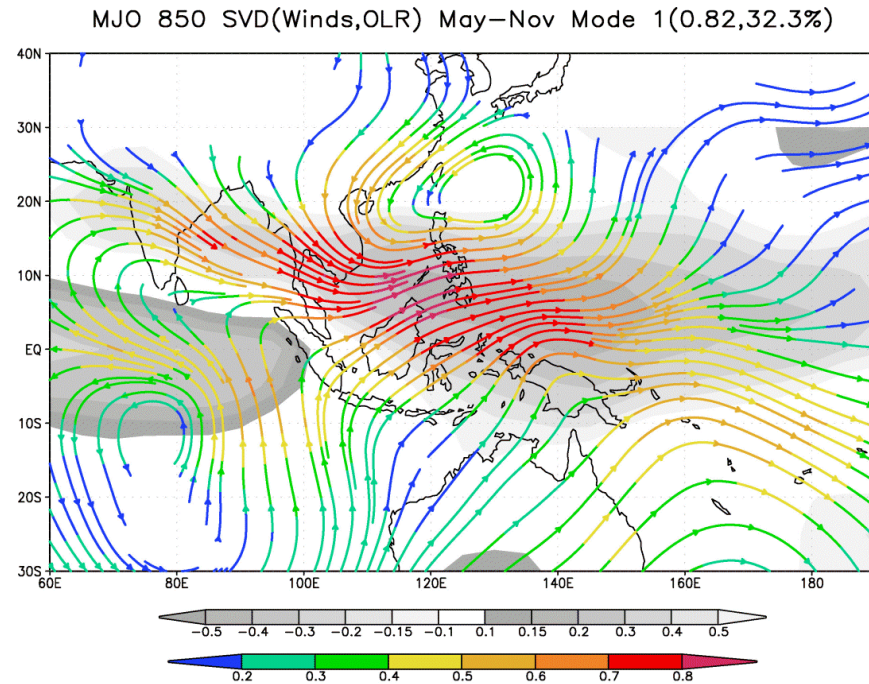 MJO 850 SVD(Winds,OLR) May-Nov Mode 1(0.82,32.3%)
40N
30N
20N
10N
EQ
10S
20S
30S
60E 80E 100E 120E 140E 160E 180
-0.5 -0.4 -0.3 -0.2 -0.15 -0.1 0.1 0.15 0.2 0.3 0.4 0.5
0.2 0.3 0.4 0.5 0.6 0.7 0.8